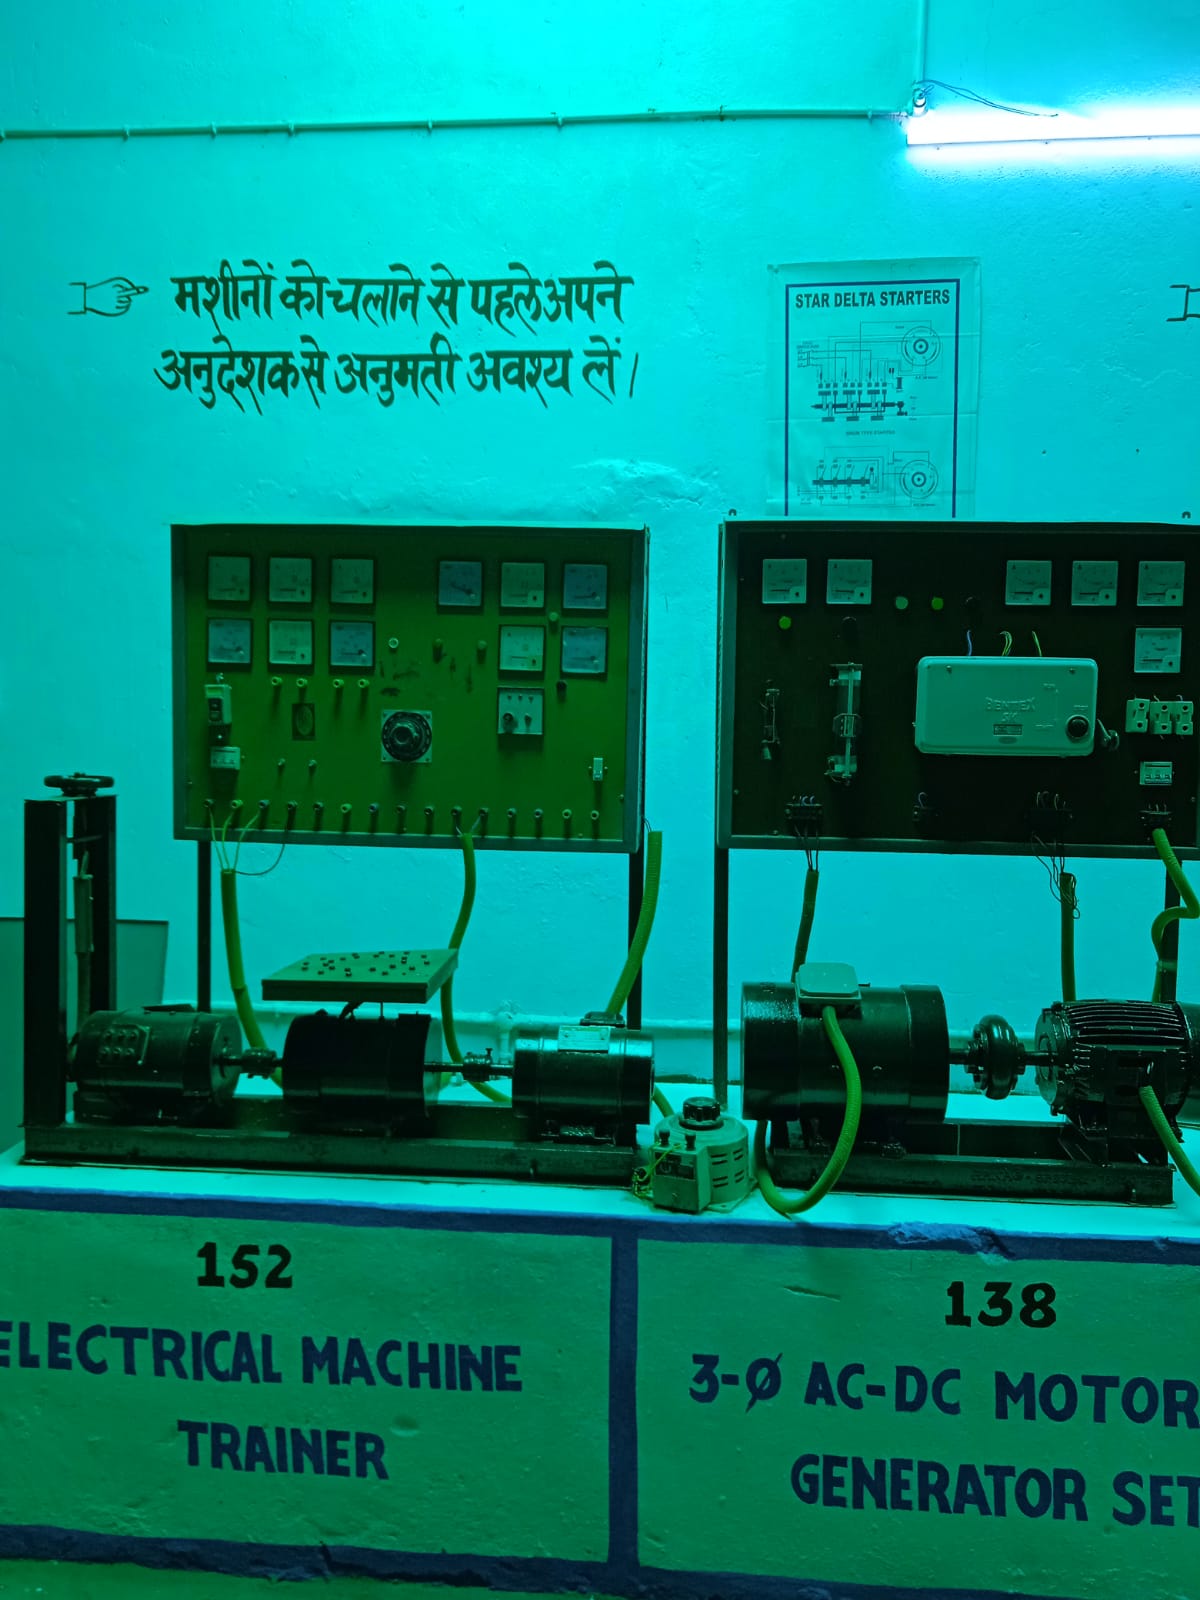 मशीनों को चलाने से पहले अपने
अनुदेशक से अनुमती अवश्य लें।
STAR DELTA STARTERS
BENTEX
152
ELECTRICAL MACHINE
TRAINER
138
3-Ø AC-DC MOTOR
GENERATOR SET